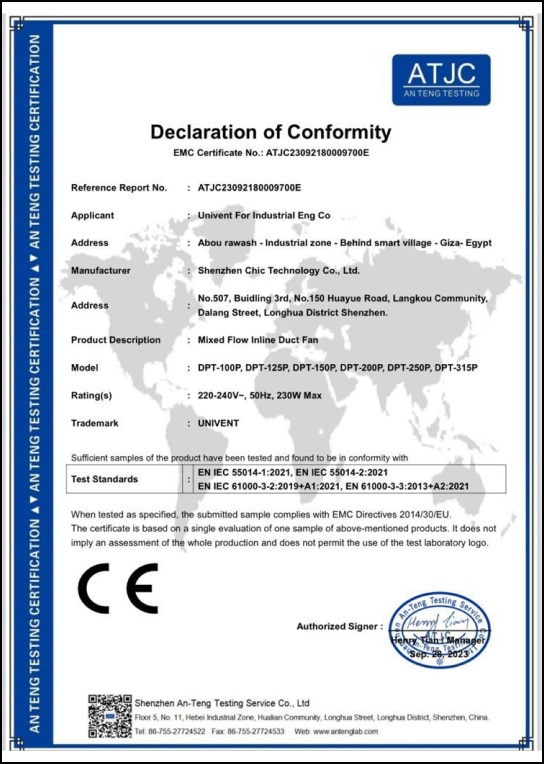 ATJC
AN TENG TESTING
Declaration of Conformity
EMC Certificate No.: ATJC23092180009700E
Reference Report No. : ATJC23092180009700E
Applicant : Univent For Industrial Eng Co
Address : Abou rawash - Industrial zone - Behind smart village - Giza- Egypt
Manufacturer : Shenzhen Chic Technology Co., Ltd.
Address : No.507, Buidling 3rd, No.150 Huayue Road, Langkou Community,
Dalang Street, Longhua District Shenzhen.
Product Description : Mixed Flow Inline Duct Fan
Model : DPT-100P, DPT-125P, DPT-150P, DPT-200P, DPT-250P, DPT-315P
Rating(s) : 220-240V~, 50Hz, 230W Max
Trademark : UNIVENT
Sufficient samples of the product have been tested and found to be in conformity with
Test Standards : EN IEC 55014-1:2021, EN IEC 55014-2:2021
EN IEC 61000-3-2:2019+A1:2021, EN 61000-3-3:2013+A2:2021
When tested as specified, the submitted sample complies with EMC Directives 2014/30/EU.
The certificate is based on a single evaluation of one sample of above-mentioned products. It does not
imply an assessment of the whole production and does not permit the use of the test laboratory logo.
CE
Authorized Signer :
An-Teng Testing Service
Henry Tian
ATJC
Henry Tian / Manager
Sep. 28, 2023
Shenzhen An-Teng Testing Service Co., Ltd
Floor 5, No. 11, Hebei Industrial Zone, Hualian Community, Longhua Street, Longhua District, Shenzhen, China.
Tel: 86-755-27724522 Fax: 86-755-27724533 Web: www.antenglab.com
AN TENG TESTING CERTIFICATION ▲▼ AN TENG TESTING CERTIFICATION ▲▼ AN TENG TESTING CERTIFICATION